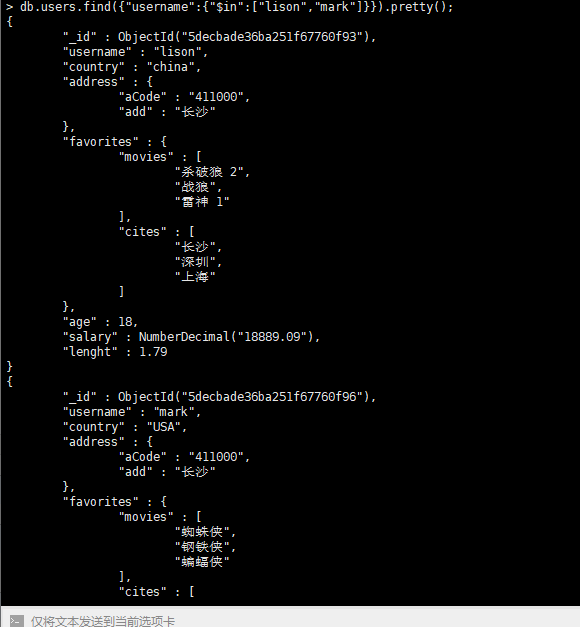 > db.users.find({"username":{"$in":["lison","mark"]}}).pretty();
{
"_id" : ObjectId("5decbade36ba251f67760f93"),
"username" : "lison",
"country" : "china",
"address" : {
"aCode" : "411000",
"add" : "长沙"
},
"favorites" : {
"movies" : [
"杀破狼 2",
"战狼",
"雷神 1"
],
"cites" : [
"长沙",
"深圳",
"上海"
]
},
"age" : 18,
"salary" : NumberDecimal("18889.09"),
"lenght" : 1.79
}
{
"_id" : ObjectId("5decbade36ba251f67760f96"),
"username" : "mark",
"country" : "USA",
"address" : {
"aCode" : "411000",
"add" : "长沙"
},
"favorites" : {
"movies" : [
"蜘蛛侠",
"钢铁侠",
"蝙蝠侠"
],
"cites" : [
仅将文本发送到当前选项卡